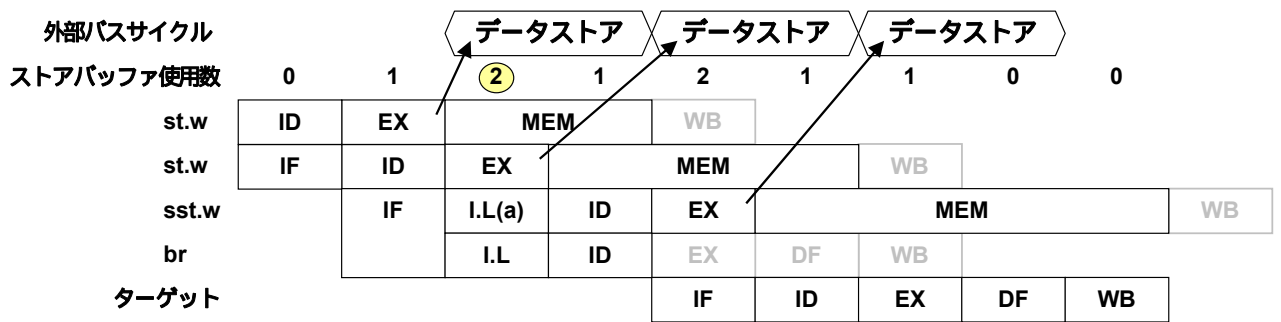 外部バスサイクル データストア データストア データストア
ストアバッファ使用数 0 1 2 1 2 1 1 0 0
st.w ID EX MEM WB
st.w IF ID EX MEM WB
sst.w IF I.L(a) ID EX MEM WB
br I.L ID EX DF WB
ターゲット IF ID EX DF WB